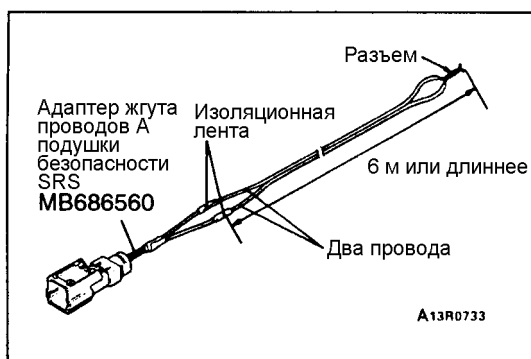 Разъем
Адаптер жгута
проводов А
подушки
безопасности
SRS
MB686560
Изоляционная
лента
6 м или длиннее
Два провода
A13R0733